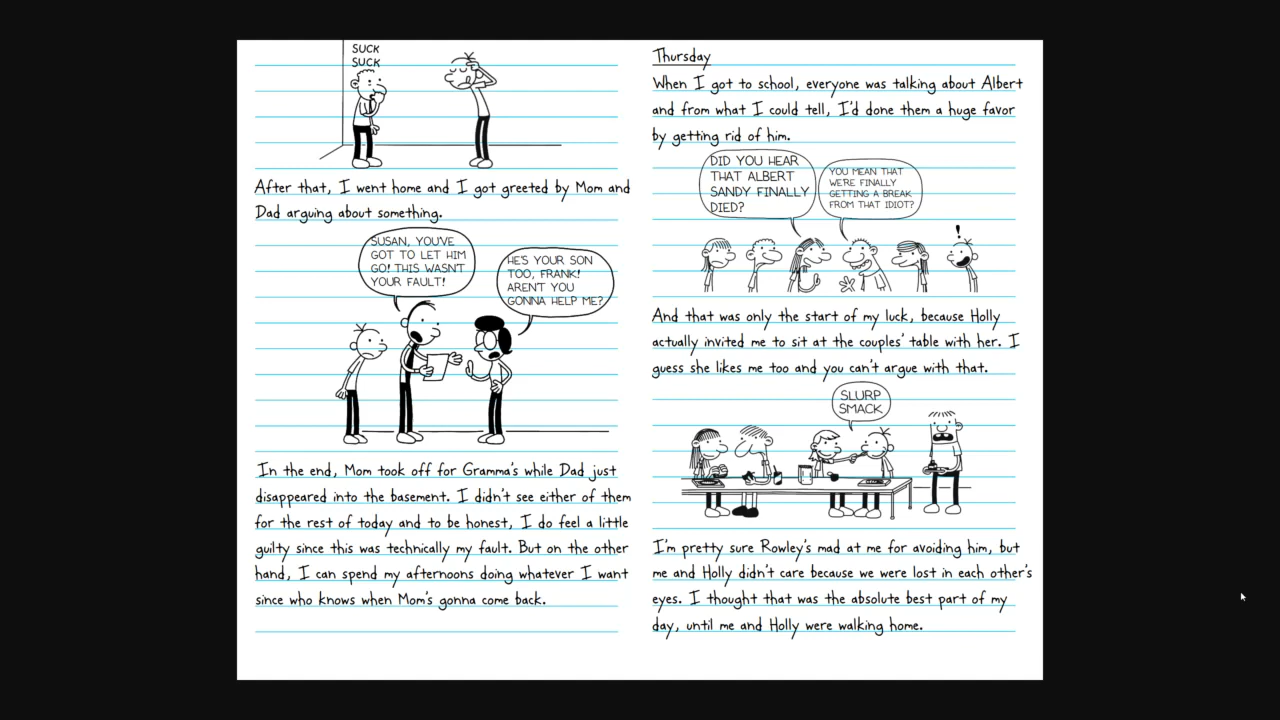 SUCK
SUCK
After that, I went home and I got greeted by Mom and
Dad arguing about something.
SUSAN, YOU'VE
GOT TO LET HIM
GO! THIS WASN'T
YOUR FAULT!
HE'S YOUR SON
TOO, FRANK!
AREN'T YOU
GONNA HELP ME?
In the end, Mom took off for Gramma's while Dad just
disappeared into the basement. I didn't see either of them
for the rest of today and to be honest, I do feel a little
guilty since this was technically my fault. But on the other
hand, I can spend my afternoons doing whatever I want
since who knows when Mom's gonna come back.
Thursday
When I got to school, everyone was talking about Albert
and from what I could tell, I'd done them a huge favor
by getting rid of him.
DID YOU HEAR
THAT ALBERT
SANDY FINALLY
DIED?
YOU MEAN THAT
WERE FINALLY
GETTING A BREAK
FROM THAT IDIOT?
!
And that was only the start of my luck, because Holly
actually invited me to sit at the couples' table with her. I
guess she likes me too and you can't argue with that.
SLURP
SMACK
I'm pretty sure Rowley's mad at me for avoiding him, but
me and Holly didn't care because we were lost in each other's
eyes. I thought that was the absolute best part of my
day, until me and Holly were walking home.